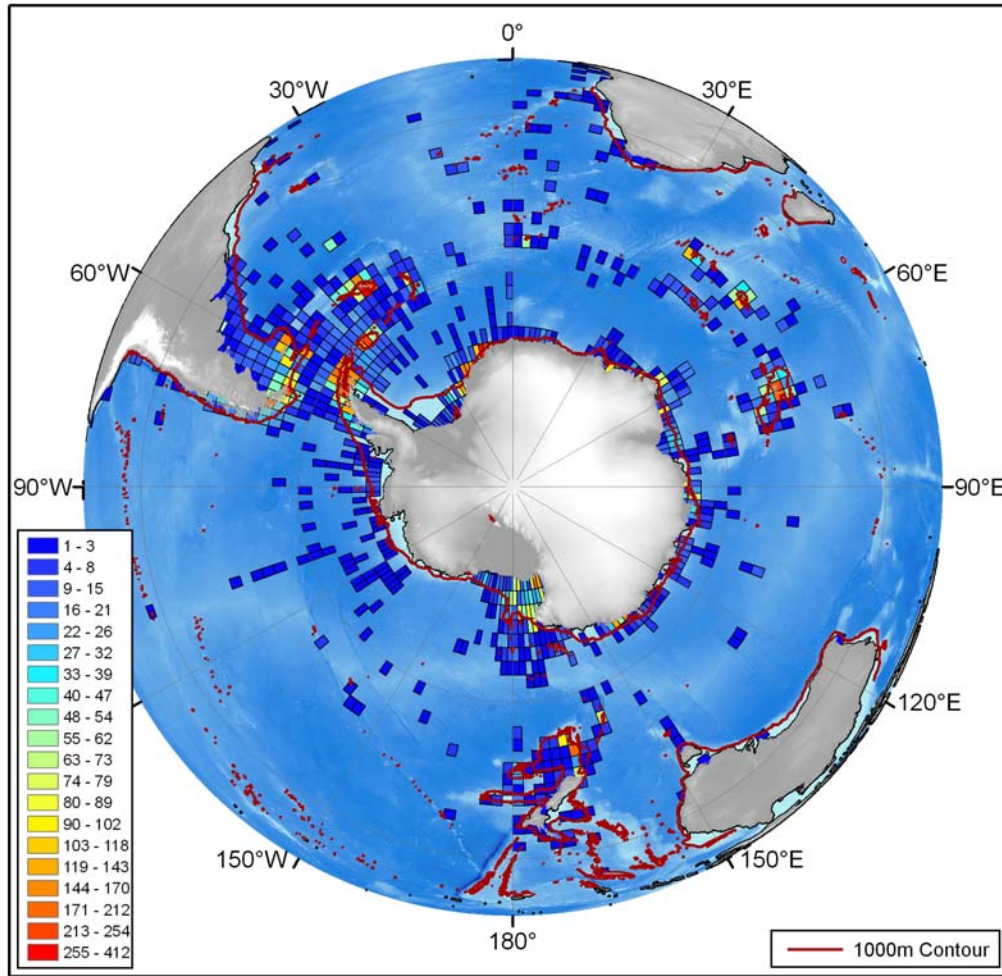 0°
30°W
30°E
60°W
60°E
90°W
90°E
1 - 3
4 - 8
9 - 15
16 - 21
22 - 26
27 - 32
33 - 39
40 - 47
48 - 54
55 - 62
63 - 73
74 - 79
80 - 89
90 - 102
103 - 118
119 - 143
144 - 170
171 - 212
213 - 254
255 - 412
120°E
150°W
150°E
180°
1000m Contour